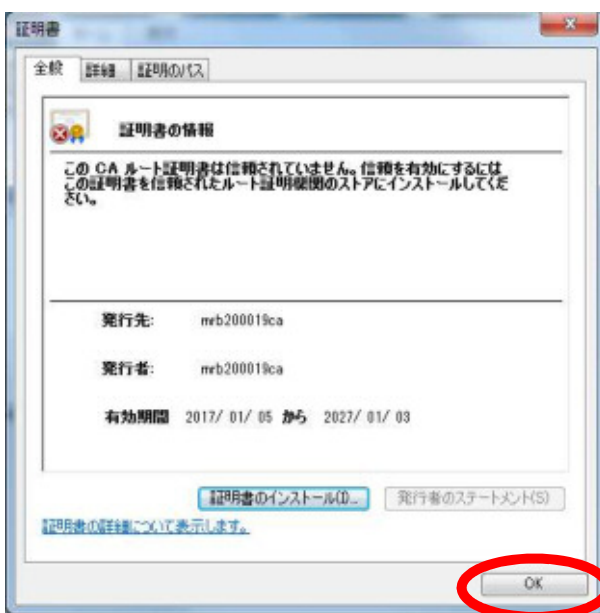 証明書
全般 詳細 証明のパス
証明書の情報
この CA ルート証明書は信頼されていません。信頼を有効にするには
この証明書を信頼されたルート証明機関のストアにインストールしてくだ
さい。
発行先: mrb200019ca
発行者: mrb200019ca
有効期間 2017/ 01/ 05 から 2027/ 01/ 03
証明書のインストール(I)... 発行者のステートメント(S)
証明書の詳細について表示します。
OK